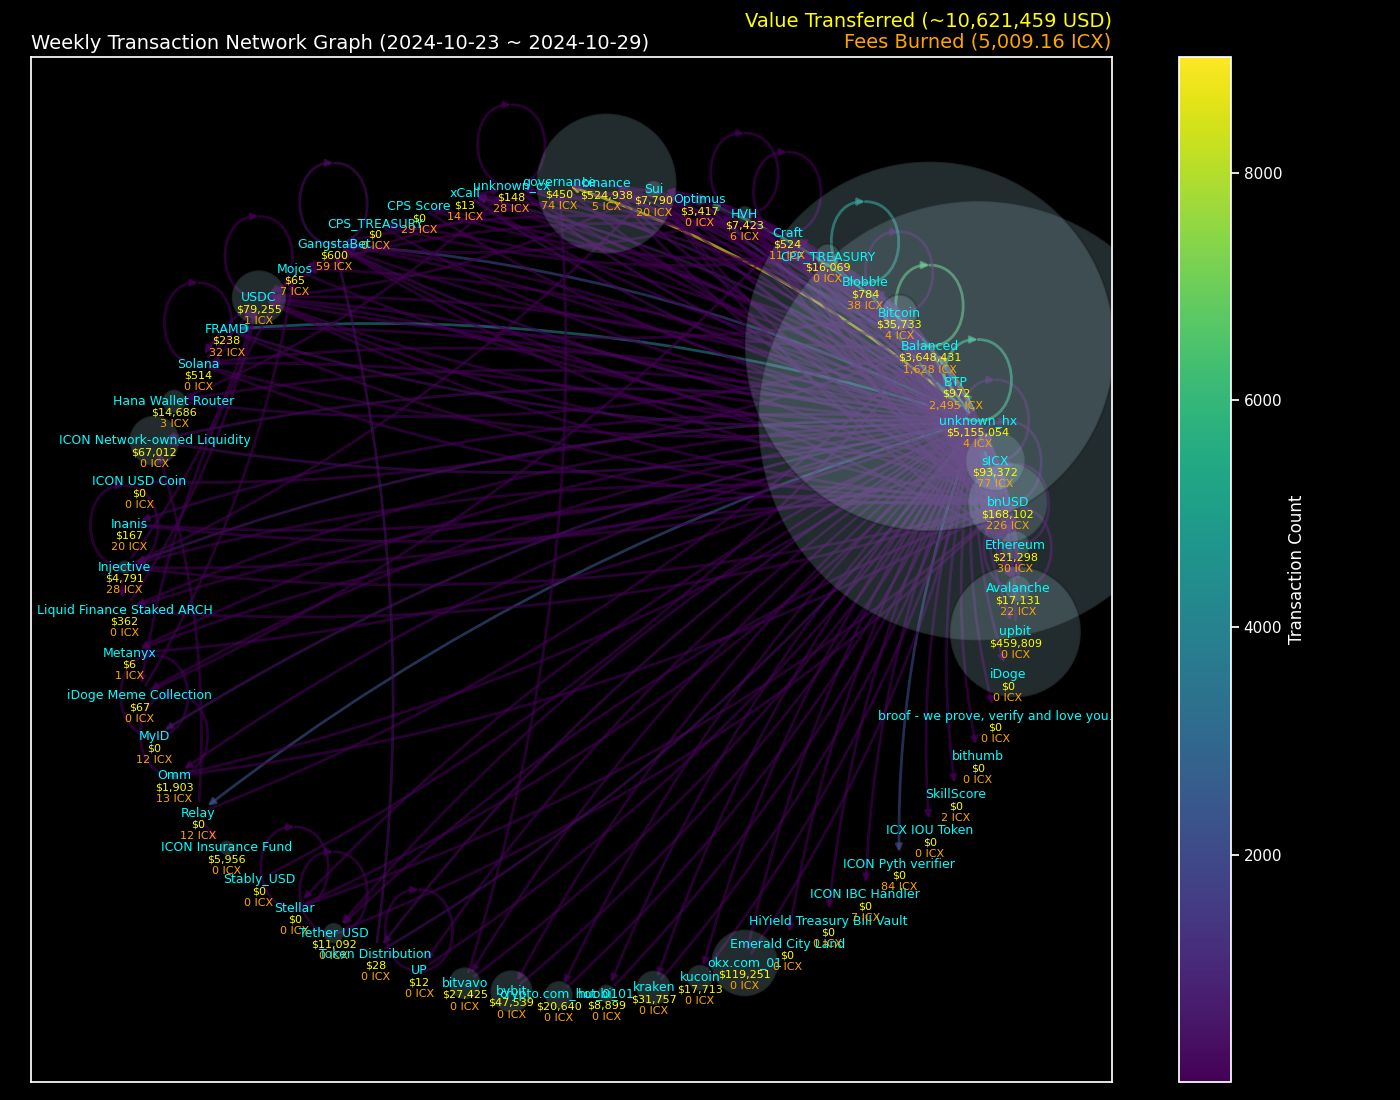 Value Transferred (~10,621,459 USD)
Weekly Transaction Network Graph (2024-10-23 ~ 2024-10-29)
Fees Burned (5,009.16 ICX)
governance
$450
74 ICX
binance
$524,938
5 ICX
Sui
$7,790
20 ICX
Optimus
$3,417
0 ICX
HVH
$7,423
6 ICX
Craft
$524
11 ICX
CPF_TREASURY
$16,069
0 ICX
Blobble
$784
38 ICX
Bitcoin
$35,733
4 ICX
Balanced
$3,648,431
1,628 ICX
BTP
$972
2,495 ICX
unknown_hx
$5,155,054
4 ICX
sICX
$93,372
77 ICX
bnUSD
$168,102
226 ICX
Ethereum
$21,298
30 ICX
Avalanche
$17,131
22 ICX
upbit
$459,809
0 ICX
iDoge
$0
0 ICX
broof - we prove, verify and love you.
$0
0 ICX
bithumb
$0
0 ICX
SkillScore
$0
2 ICX
ICX IOU Token
$0
0 ICX
ICON Pyth verifier
$0
84 ICX
ICON IBC Handler
$0
7 ICX
HiYield Treasury Bill Vault
$0
0 ICX
Emerald City Land
$0
0 ICX
okx.com_01
$119,251
0 ICX
kucoin
$17,713
0 ICX
kraken
$31,757
0 ICX
$8,899
0 ICX
$20,640
0 ICX
bybit
$47,539
0 ICX
bitvavo
$27,425
0 ICX
UP
$12
0 ICX
Token Distribution
$28
0 ICX
Tether USD
$11,092
0 ICX
Stellar
$0
0 ICX
Stably_USD
$0
0 ICX
ICON Insurance Fund
$5,956
0 ICX
Relay
$0
12 ICX
Omm
$1,903
13 ICX
MyID
$0
12 ICX
iDoge Meme Collection
$67
0 ICX
Metanyx
$6
1 ICX
Liquid Finance Staked ARCH
$362
0 ICX
Injective
$4,791
28 ICX
Inanis
$167
20 ICX
ICON USD Coin
$0
0 ICX
ICON Network-owned Liquidity
$67,012
0 ICX
Hana Wallet Router
$14,686
3 ICX
Solana
$514
0 ICX
FRAMD
$238
32 ICX
USDC
$79,255
1 ICX
Mojos
$65
7 ICX
GangstaBet
$600
59 ICX
CPS_TREASURY
$0
0 ICX
CPS Score
$0
29 ICX
xCall
$13
14 ICX
unknown_cx
$148
28 ICX
8000
6000
4000
2000
Transaction Count